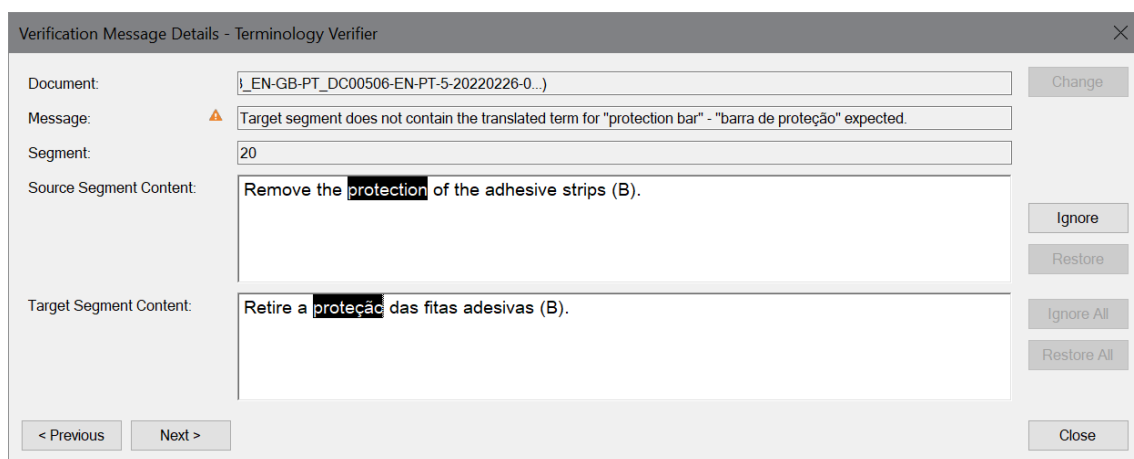 Verification Message Details - Terminology Verifier
Document:
_EN-GB-PT_DC00506-EN-PT-5-20220226-0...)
Change
Message:
Target segment does not contain the translated term for "protection bar" - "barra de proteção" expected.
Segment:
20
Source Segment Content:
Remove the protection of the adhesive strips (B).
Ignore
Restore
Target Segment Content:
Retire a proteção das fitas adesivas (B).
Ignore All
Restore All
< Previous
Next >
Close